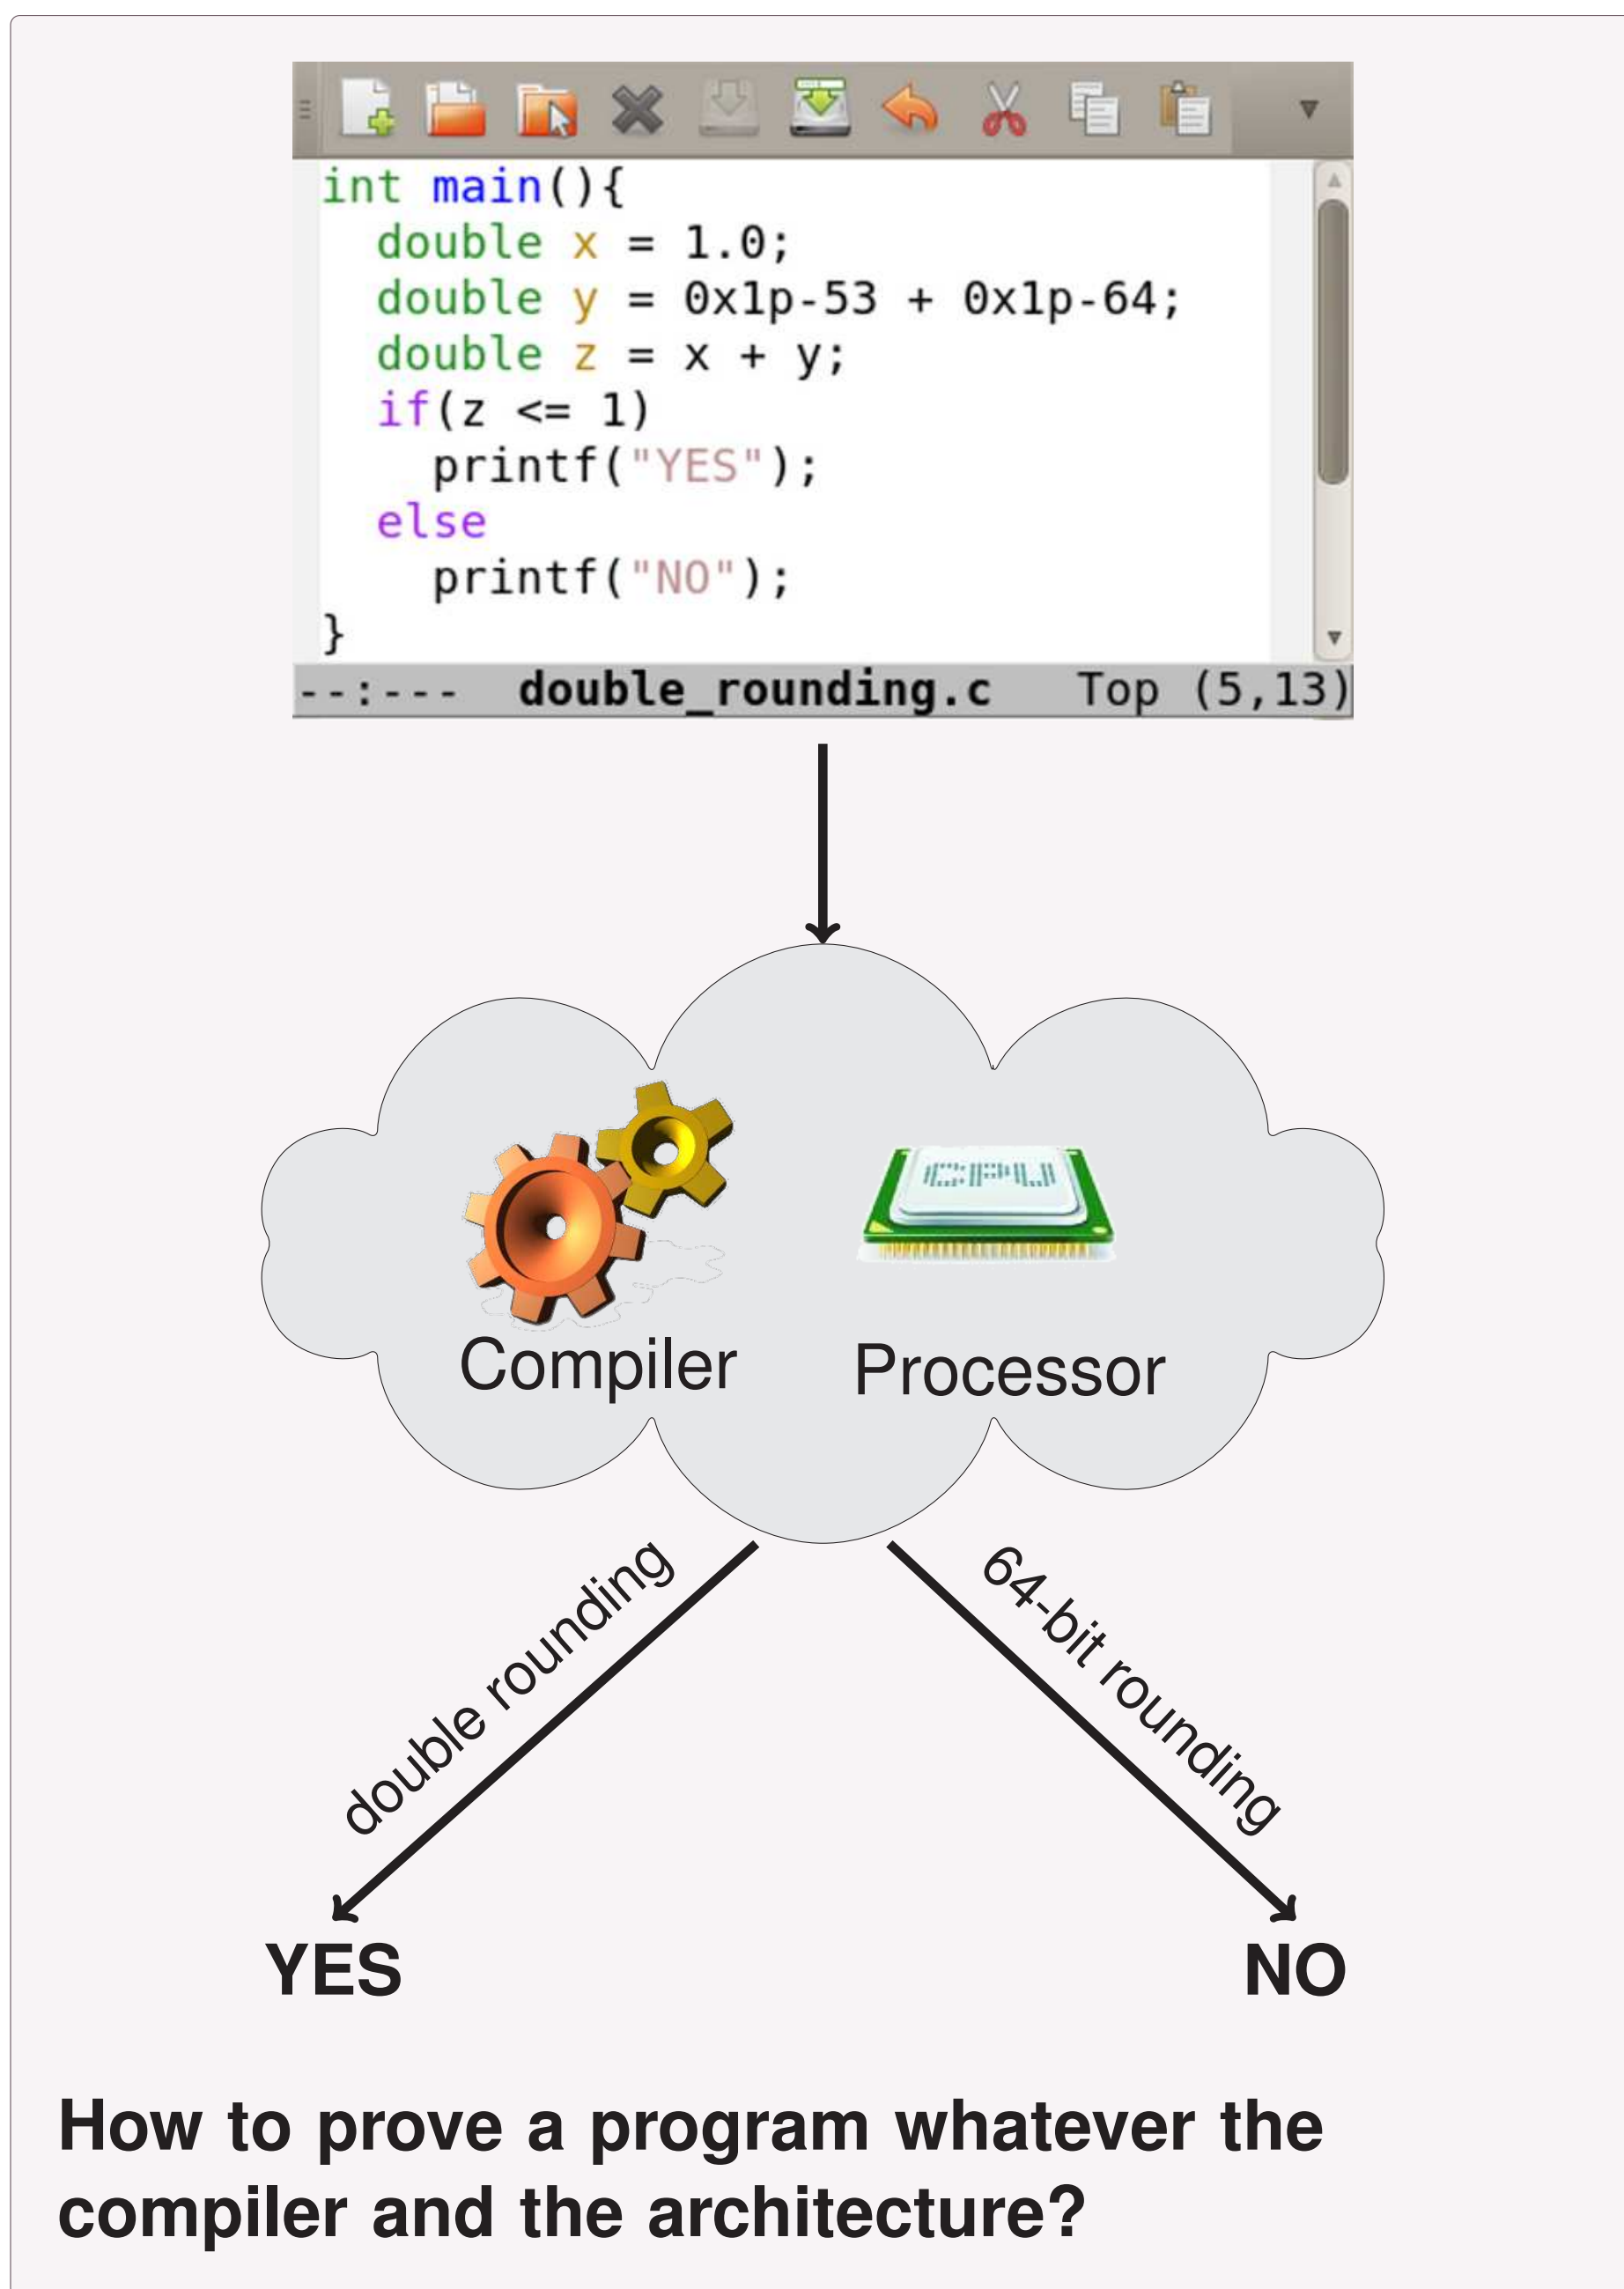 int main(){
  double x = 1.0;
  double y = 0x1p-53 + 0x1p-64;
  double z = x + y;
  if(z <= 1)
    printf("YES");
  else
    printf("NO");
}
--:---  double_rounding.c   Top (5,13)
CPU
Compiler
Processor
double rounding
64-bit rounding
YES
NO
How to prove a program whatever the
compiler and the architecture?